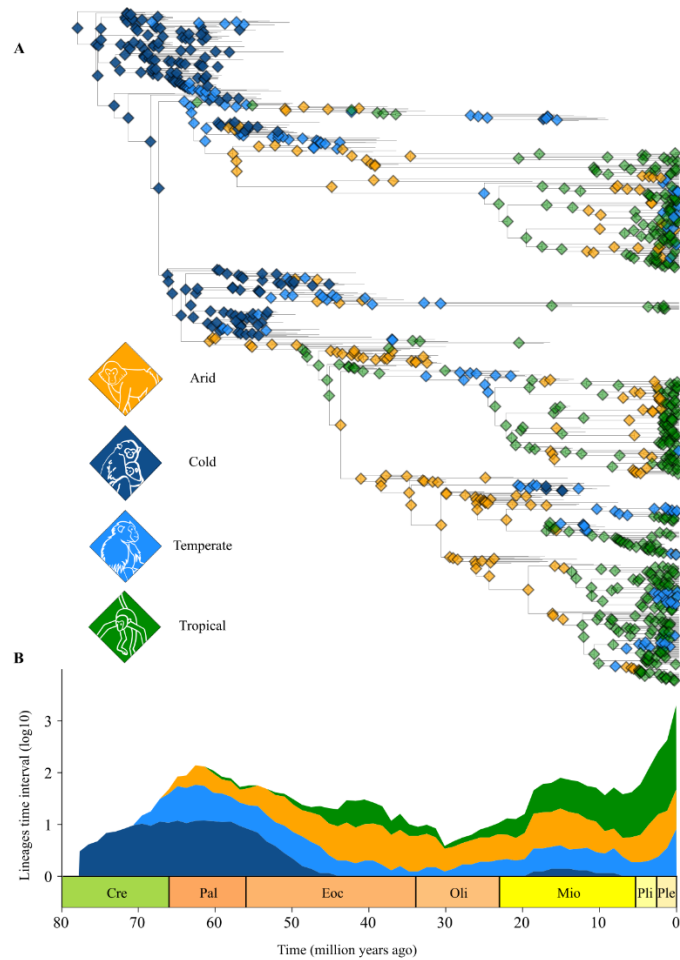 A
Arid
Cold
Temperate
Tropical
B
Lineages time interval (log10)
3
2
1
0
Cre Pal Eoc Oli Mio Pli Ple
80 70 60 50 40 30 20 10 0
Time (million years ago)